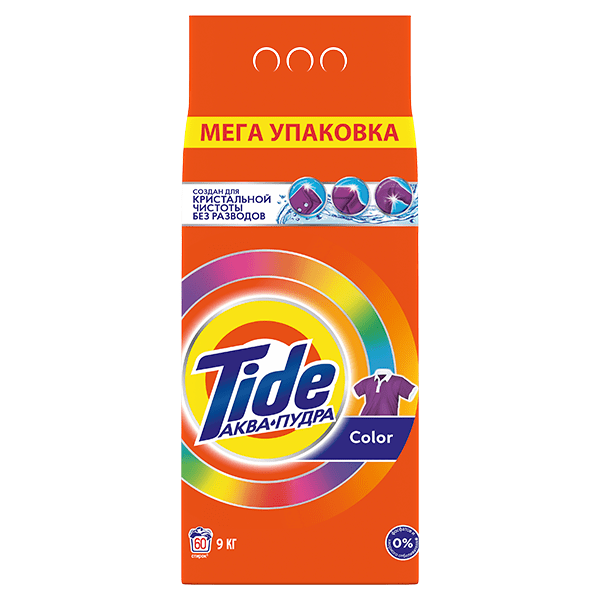 МЕГА УПАКОВКА
СОЗДАН ДЛЯ
КРИСТАЛЬНОЙ
ЧИСТОТЫ
БЕЗ РАЗВОДОВ
Tide
АКВА•ПУДРА
Color
60
стирок*
9 КГ
0%